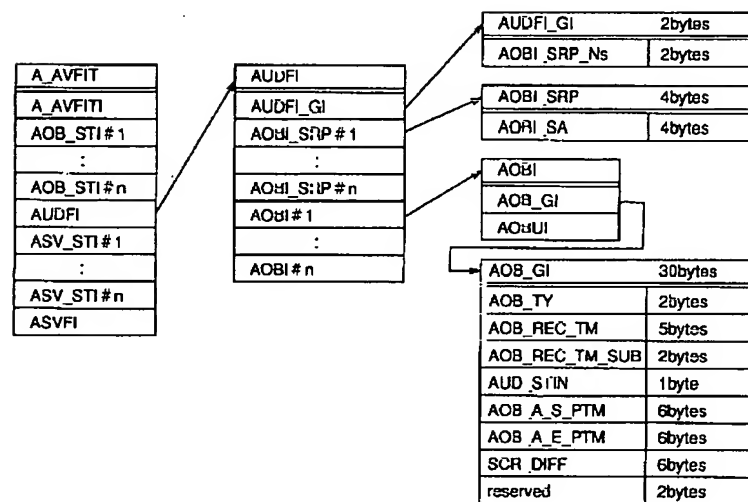 A_AVFIT
A_AVFITI
AOB_STI#1
:
AOB_STI#n
AUDFI
ASV_STI#1
:
ASV_STI#n
ASVFI
AUDFI
AUDFI_GI
AOBI_SRP#1
:
AOBI_SRP#n
AOBI#1
:
AOBI#n
AUDFI_GI 2bytes
AOBI_SRP_Ns 2bytes
AOBI_SRP 4bytes
AOBI_SA 4bytes
AOBI
AOB_GI
AOBUI
AOB_GI 30bytes
AOB_TY 2bytes
AOB_REC_TM 5bytes
AOB_REC_TM_SUB 2bytes
AUD_STIN 1byte
AOB_A_S_PTM 6bytes
AOB_A_E_PTM 6bytes
SCR_DIFF 6bytes
reserved 2bytes